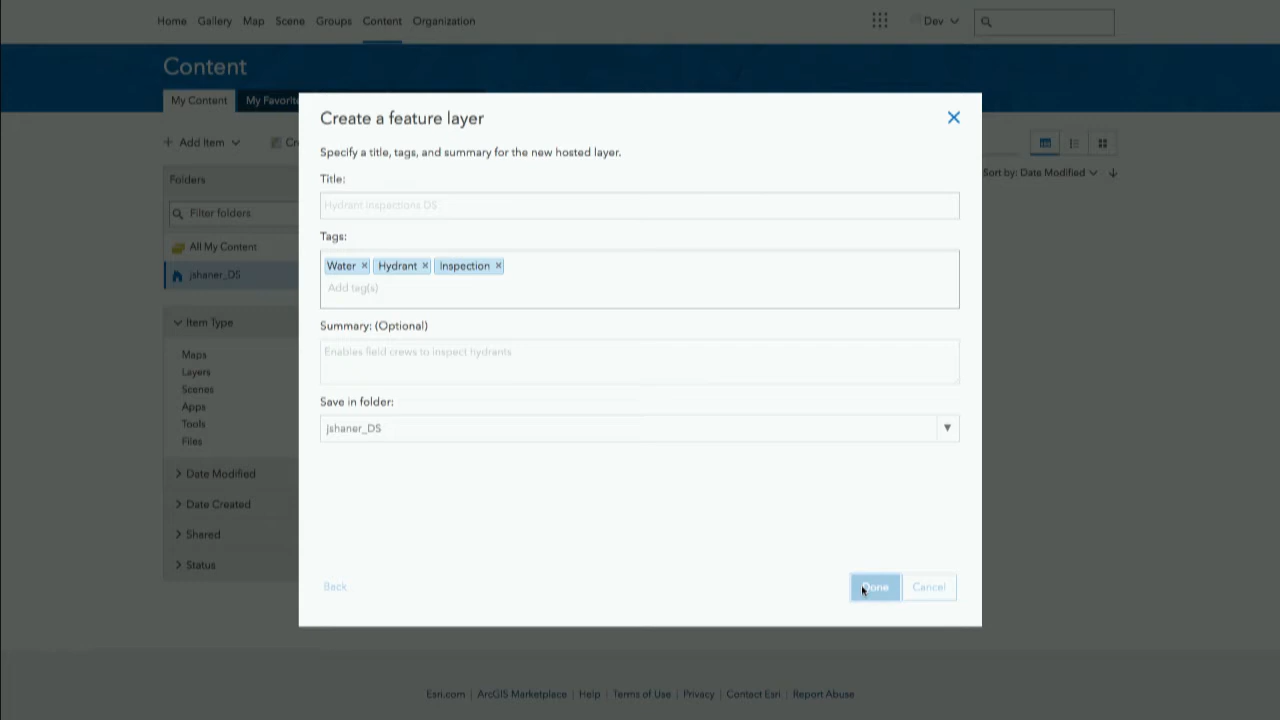 Home Gallery Map Scene Groups Content Organization Dev
Content
My Content My Favorite
Create a feature layer
Specify a title, tags, and summary for the new hosted layer.
Add Item
Cr
Sort by: Date Modified
Folders
Title:
Filter folders
Hydrant Inspections DS
Tags:
All My Content
Water × Hydrant × Inspection ×
jshaner_DS
Add tag(s)
Item Type
Summary: (Optional)
Maps
Enables field crews to inspect hydrants
Layers
Scenes
Apps
Save in folder:
Tools
jshaner_DS
Files
Date Modified
Date Created
Shared
Status
Back
Done Cancel
Esri.com | ArcGIS Marketplace | Help | Terms of Use | Privacy | Contact Esri | Report Abuse